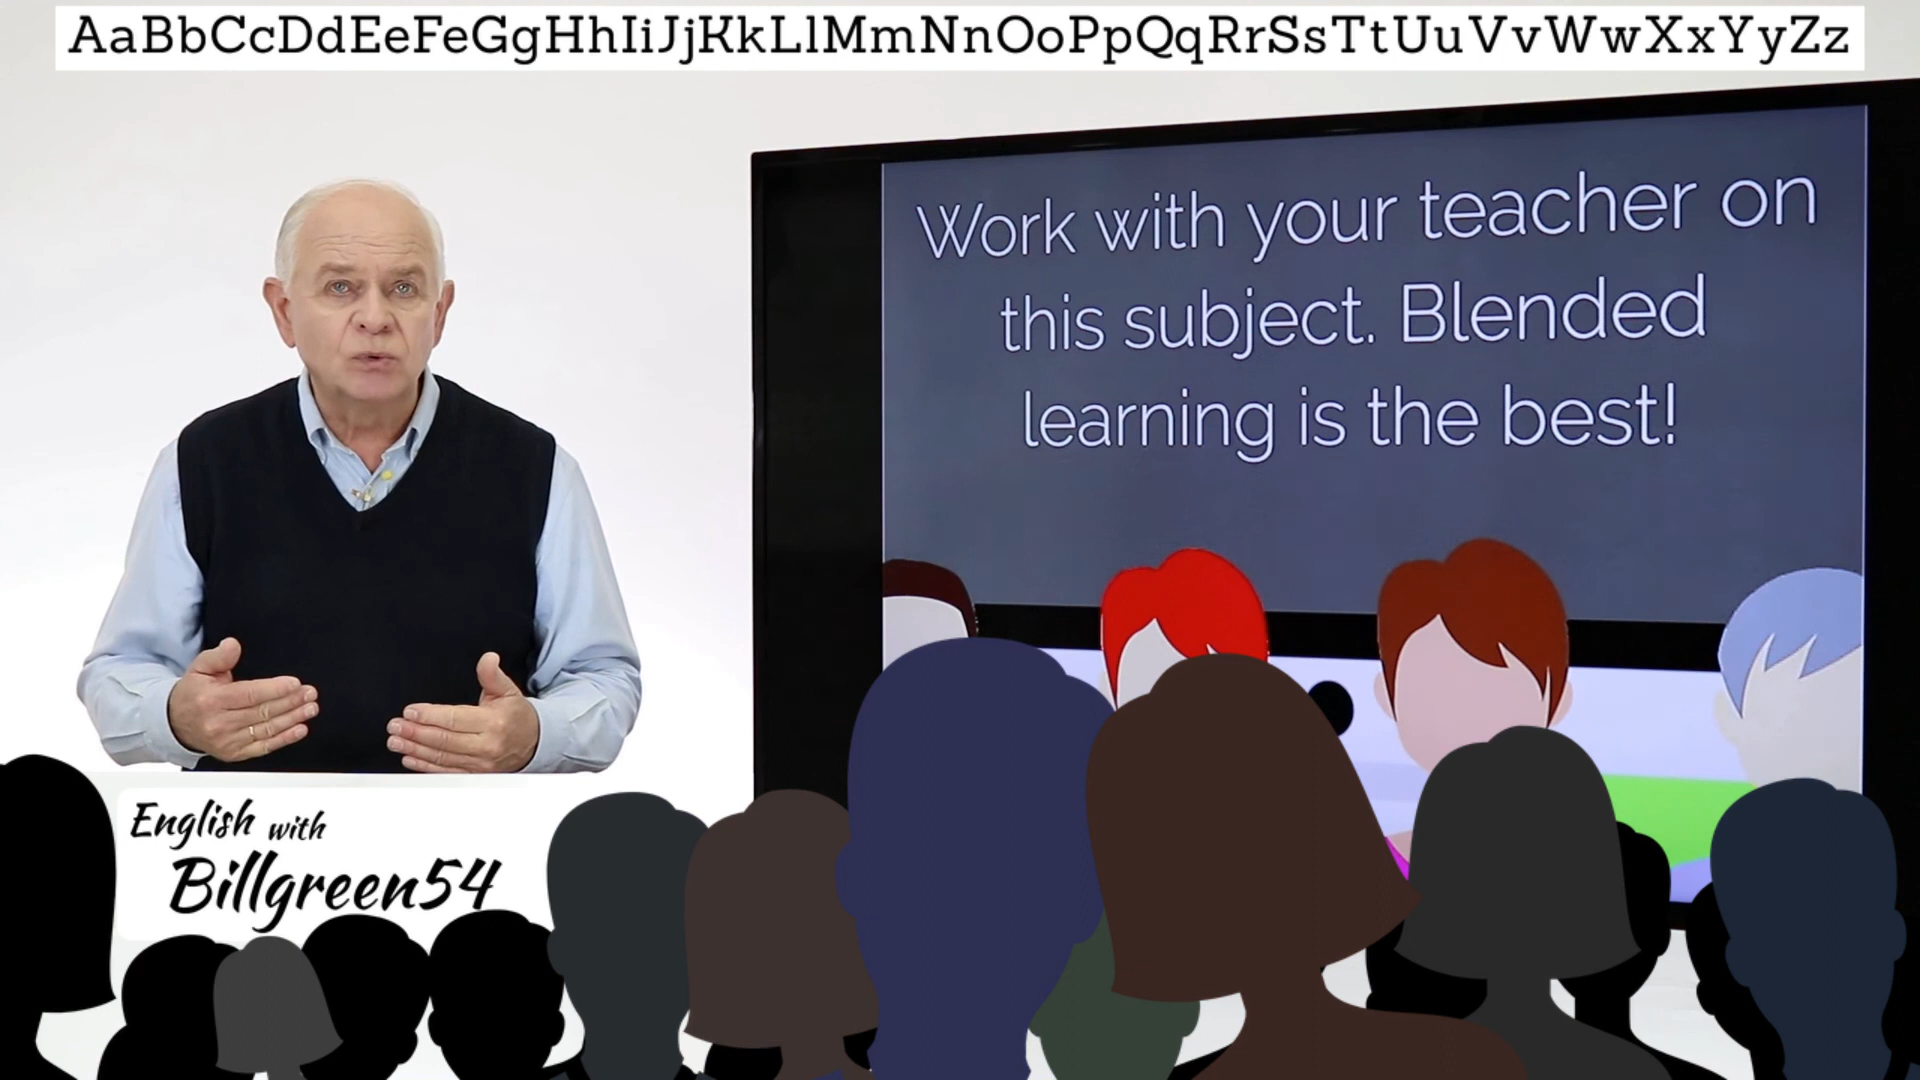 AaBbCcDdEeFeGgHhIiJjKkLlMmNnOoPpQqRrSsTtUuVvWwXxYyZz
Work with your teacher on
this subject. Blended
learning is the best!
English with
Billgreen54